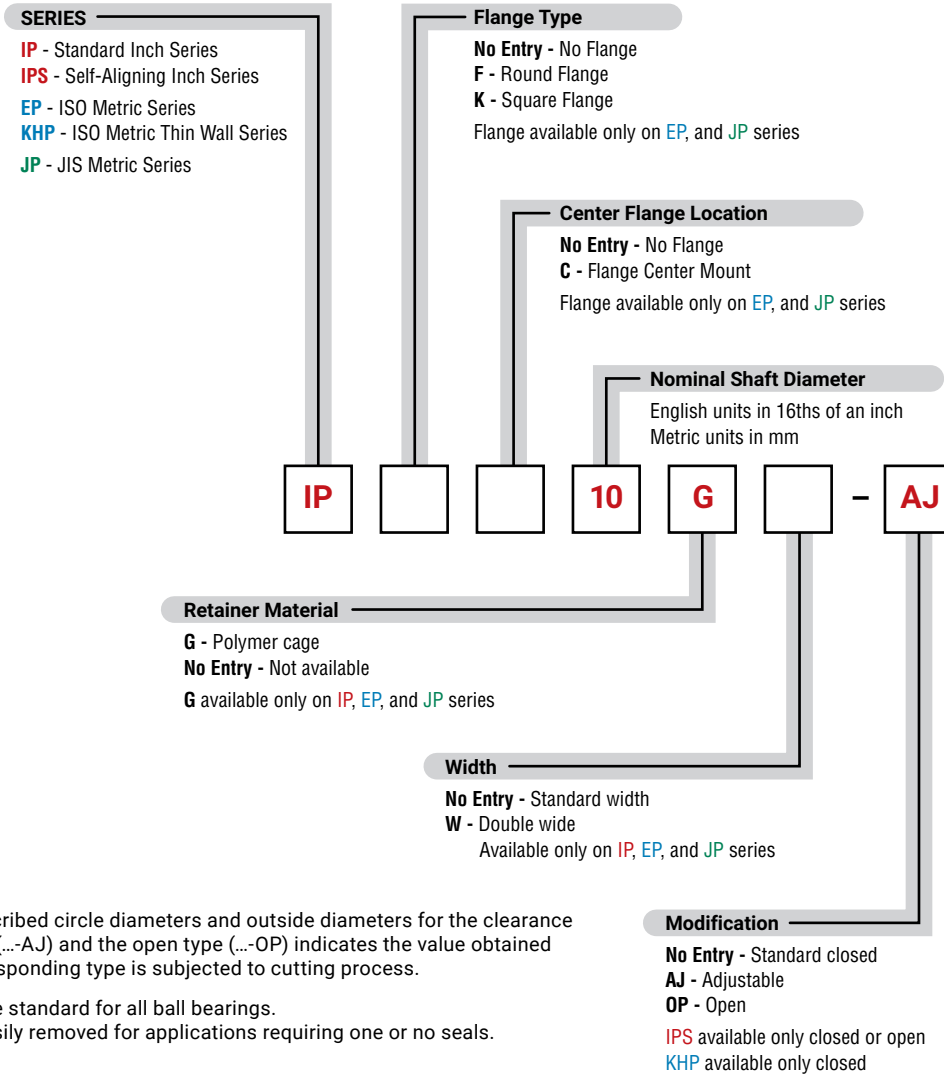 SERIES
IP - Standard Inch Series
IPS - Self-Aligning Inch Series
EP - ISO Metric Series
KHP - ISO Metric Thin Wall Series
JP - JIS Metric Series
Flange Type
No Entry - No Flange
F - Round Flange
K - Square Flange
Flange available only on EP, and JP series
Center Flange Location
No Entry - No Flange
C - Flange Center Mount
Flange available only on EP, and JP series
Nominal Shaft Diameter
English units in 16ths of an inch
Metric units in mm
IP 10 G – AJ
Retainer Material
G - Polymer cage
No Entry - Not available
G available only on IP, EP, and JP series
Width
No Entry - Standard width
W - Double wide
Available only on IP, EP, and JP series
Modification
No Entry - Standard closed
AJ - Adjustable
OP - Open
IPS available only closed or open
KHP available only closed
circle diameters and outside diameters for the clearance
(…-AJ) and the open type (…-OP) indicates the value obtained
type is subjected to cutting process.
standard for all ball bearings.
removed for applications requiring one or no seals.